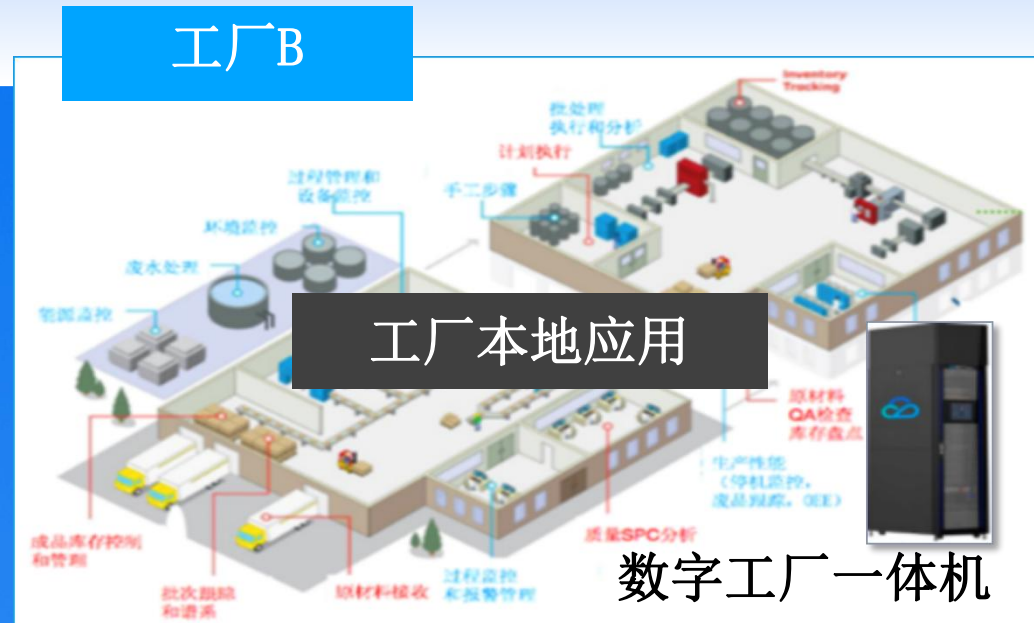 工厂B
Inventory
Tracking
批处理
执行和分析
计划执行
过程管理和
设备监控
手工步骤
环境监控
废水处理
能源监控
工厂本地应用
原材料
QA检查
库存盘点
生产性能
（停机监控，
废品跟踪，OEE）
质量SPC分析
成品库存控制
和管理
数字工厂一体机
过程监控
和报警管理
原材料接收
批次跟踪
和谱系